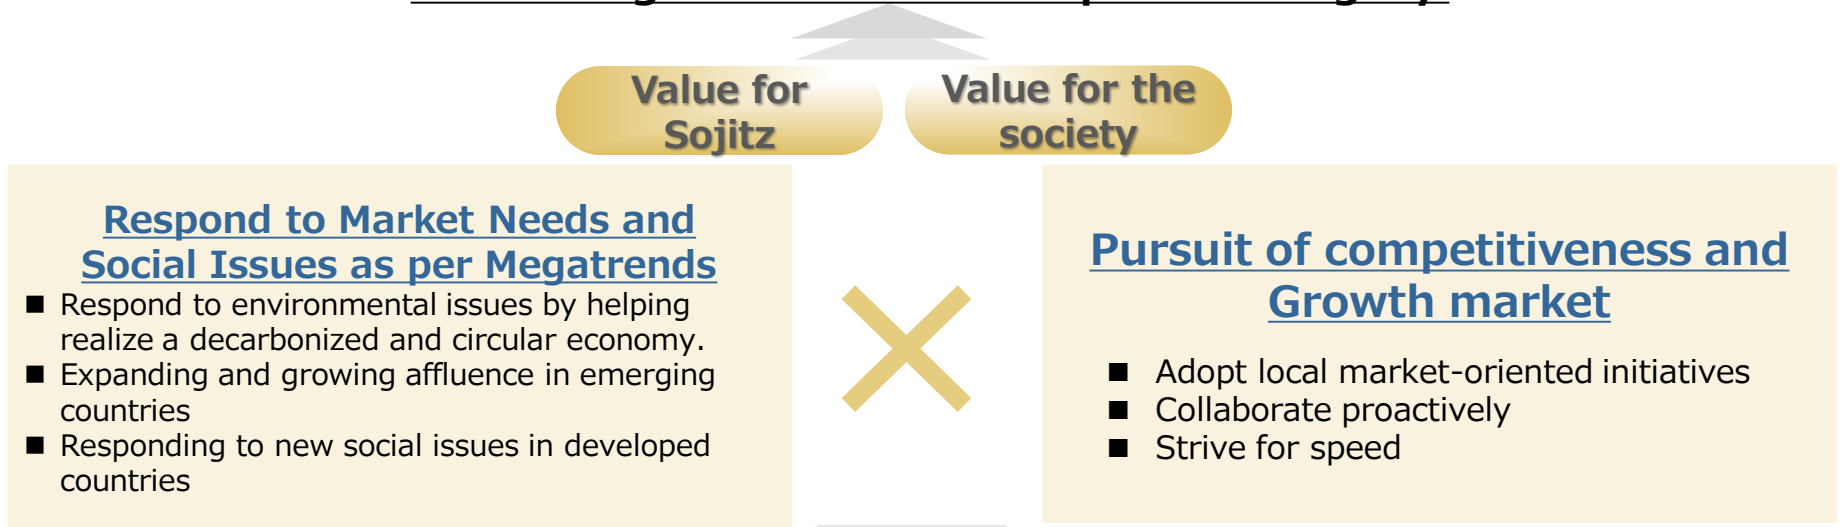 Value for
Sojitz
Value for the
society
Respond to Market Needs and
Social Issues as per Megatrends
■ Respond to environmental issues by helping
realize a decarbonized and circular economy.
■ Expanding and growing affluence in emerging
countries
■ Responding to new social issues in developed
countries
Pursuit of competitiveness and
Growth market
■ Adopt local market-oriented initiatives
■ Collaborate proactively
■ Strive for speed